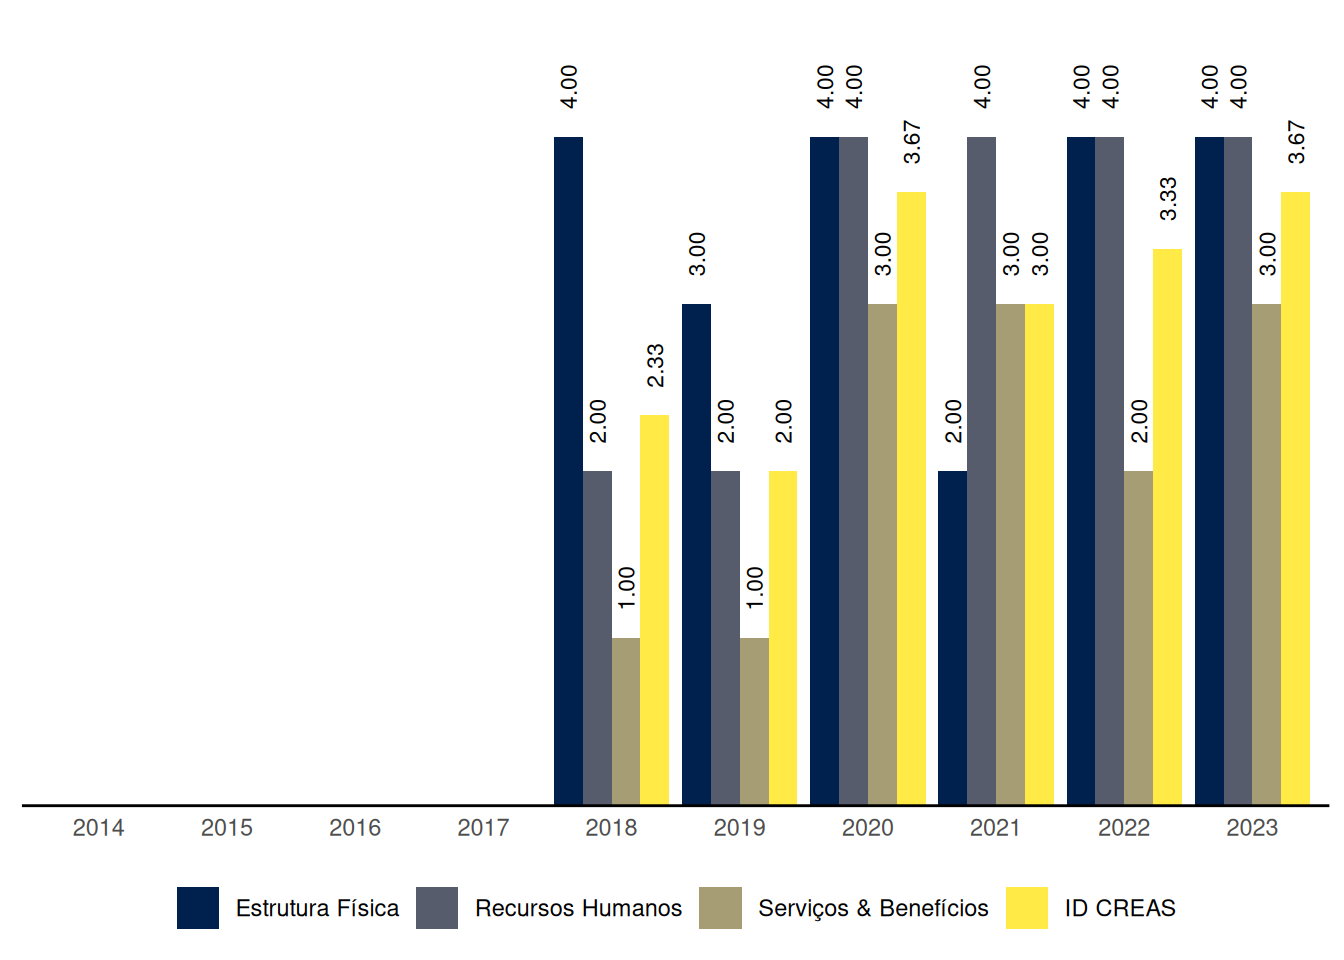 4.00 4.00 4.00 4.00 4.00 4.00 4.00 4.00
3.67 3.67
3.33
3.00 3.00 3.00 3.00 3.00
2.33
2.00 2.00 2.00 2.00 2.00
1.00 1.00
2014 2015 2016 2017 2018 2019 2020 2021 2022 2023
Estrutura Física Recursos Humanos Serviços & Benefícios ID CREAS